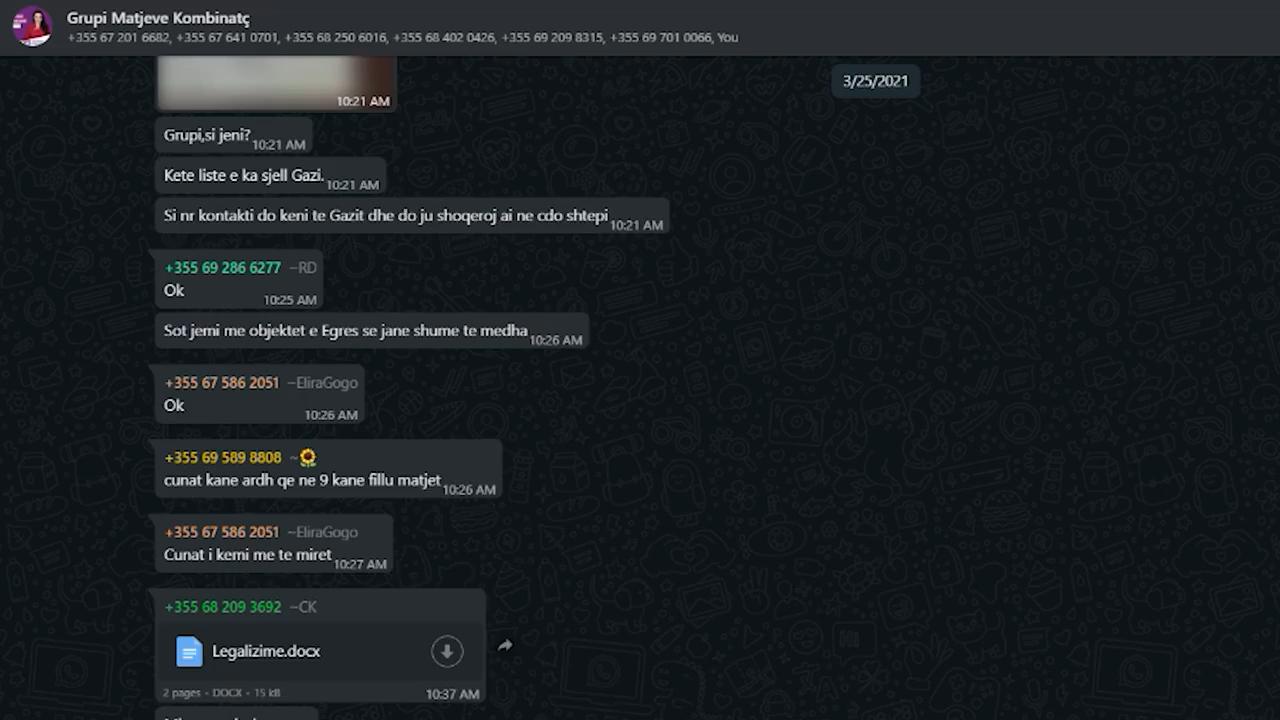 Grupi Matjeve Kombinatç
+355 67 201 6682, +355 67 641 0701, +355 68 250 6016, +355 68 402 0426, +355 69 209 8315, +355 69 701 0066, You
3/25/2021
10:21 AM
Grupi,si jeni? 10:21 AM
Kete liste e ka sjell Gazi. 10:21 AM
Si nr kontakti do keni te Gazit dhe do ju shoqeroj ai ne cdo shtepi 10:21 AM
+355 69 286 6277 ~RD
Ok 10:25 AM
Sot jemi me objektet e Egres se jane shume te medha 10:26 AM
+355 67 586 2051 ~EliraGogo
Ok 10:26 AM
+355 69 589 8808 ~🌻
cunat kane ardh qe ne 9 kane fillu matjet 10:26 AM
+355 67 586 2051 ~EliraGogo
Cunat i kemi me te miret 10:27 AM
+355 68 209 3692 ~CK
Legalizime.docx
2 pages • DOCX • 15 kB 10:37 AM